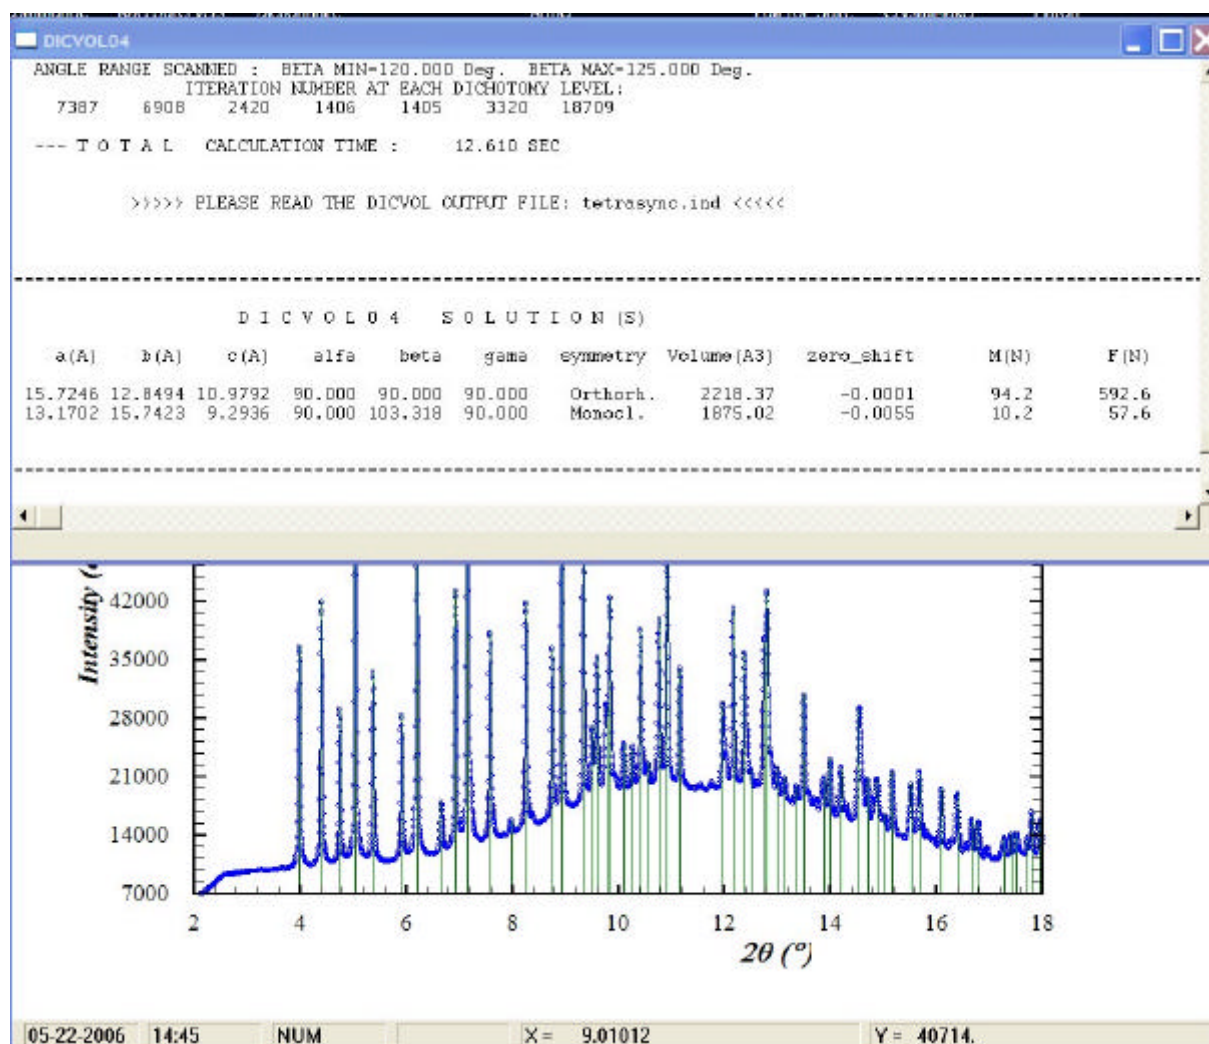 DICVOL04
ANGLE RANGE SCANNED : BETA MIN=120.000 Deg. BETA MAX=125.000 Deg.
ITERATION NUMBER AT EACH DICHOTOMY LEVEL:
7387 6908 2420 1406 1405 3320 18709
--- T O T A L CALCULATION TIME : 12.610 SEC
>>>>> PLEASE READ THE DICVOL OUTPUT FILE: tetrasync.ind <<<<<
D I C V O L 0 4 S O L U T I O N (S)
a(A) b(A) c(A) alfa beta gama symmetry Volume(A3) zero_shift M(N) F(N)
15.7246 12.8494 10.9792 90.000 90.000 90.000 Orthorh. 2218.37 -0.0001 94.2 592.6
13.1702 15.7423 9.2936 90.000 103.318 90.000 Monocl. 1875.02 -0.0055 10.2 57.6
Intensity
42000
35000
28000
21000
14000
7000
2 4 6 8 10 12 14 16 18
2θ (°)
05-22-2006 14:45 NUM X = 9.01012 Y = 40714.